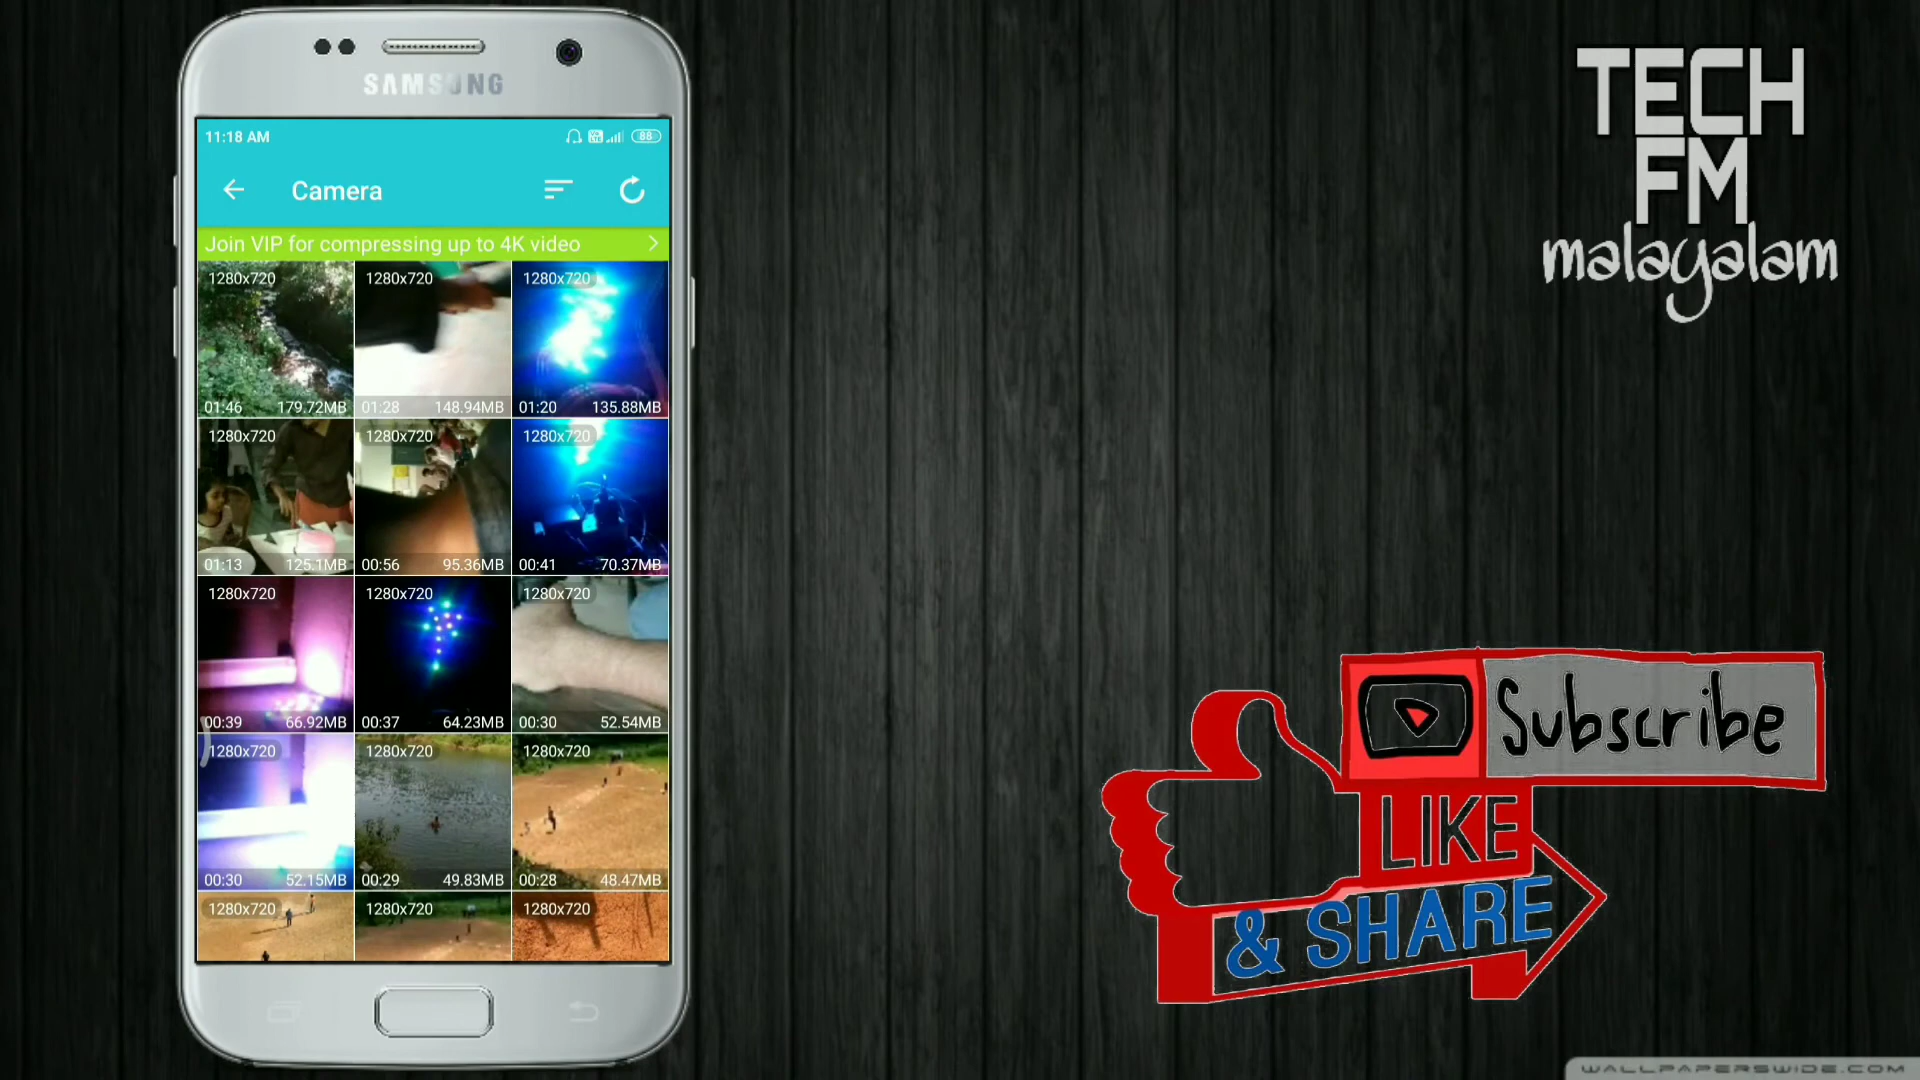 SAMSUNG
11:18 AM
88
Camera
Join VIP for compressing up to 4K video
1280x720
1280x720
1280x720
01:46 179.72MB
01:28 148.94MB
01:20 135.88MB
1280x720
1280x720
1280x720
01:13 125.1MB
00:56 95.36MB
00:41 70.37MB
1280x720
1280x720
1280x720
00:39 66.92MB
00:37 64.23MB
00:30 52.54MB
1280x720
1280x720
1280x720
00:30 52.15MB
00:29 49.83MB
00:28 48.47MB
1280x720
1280x720
1280x720
TECH
FM
malayalam
Subscribe
LIKE
& SHARE
WALLPAPERSWIDE.COM